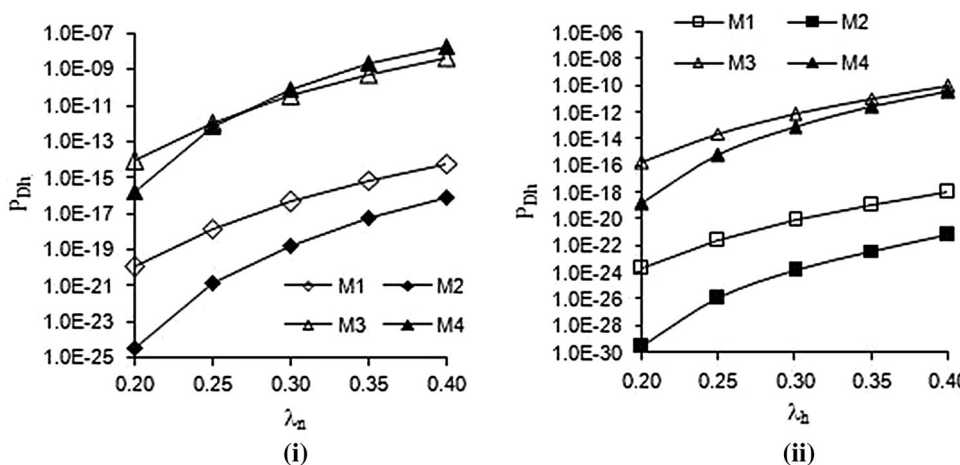 1.0E-07
1.0E-09
1.0E-11
1.0E-13
1.0E-15
1.0E-17
1.0E-19
1.0E-21
1.0E-23
1.0E-25
P_Dh
0.20 0.25 0.30 0.35 0.40
λ_n
M1 M2
M3 M4
(i)
M1 M2
M3 M4
1.0E-06
1.0E-08
1.0E-10
1.0E-12
1.0E-14
1.0E-16
1.0E-18
1.0E-20
1.0E-22
1.0E-24
1.0E-26
1.0E-28
1.0E-30
P_Dh
0.20 0.25 0.30 0.35 0.40
λ_h
(ii)